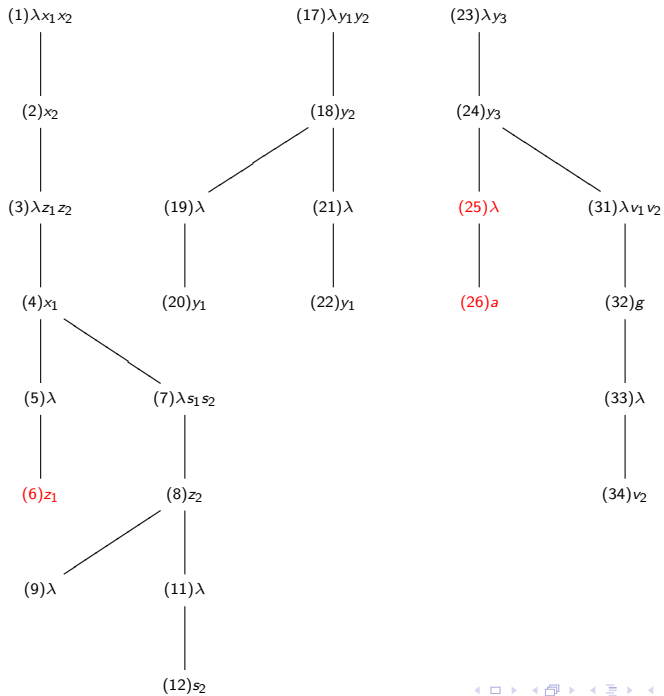 (1)λx₁x₂ (17)λy₁y₂ (23)λy₃
(2)x₂ (18)y₂ (24)y₃
(3)λz₁z₂ (19)λ (21)λ (25)λ (31)λv₁v₂
(4)x₁ (20)y₁ (22)y₁ (26)a (32)g
(5)λ (7)λs₁s₂ (33)λ
(6)z₁ (8)z₂ (34)v₂
(9)λ (11)λ
(12)s₂